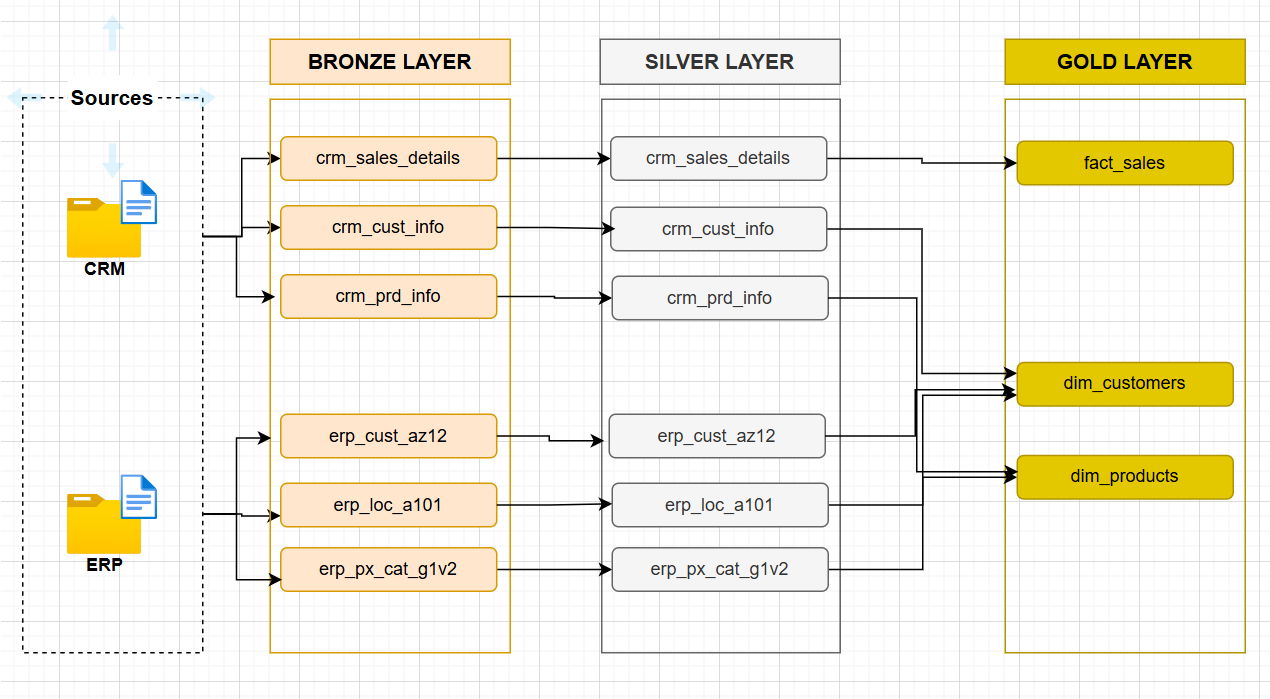 BRONZE LAYER
SILVER LAYER
GOLD LAYER
Sources
crm_sales_details
crm_sales_details
fact_sales
crm_cust_info
crm_cust_info
CRM
crm_prd_info
crm_prd_info
dim_customers
erp_cust_az12
erp_cust_az12
dim_products
erp_loc_a101
erp_loc_a101
ERP
erp_px_cat_g1v2
erp_px_cat_g1v2